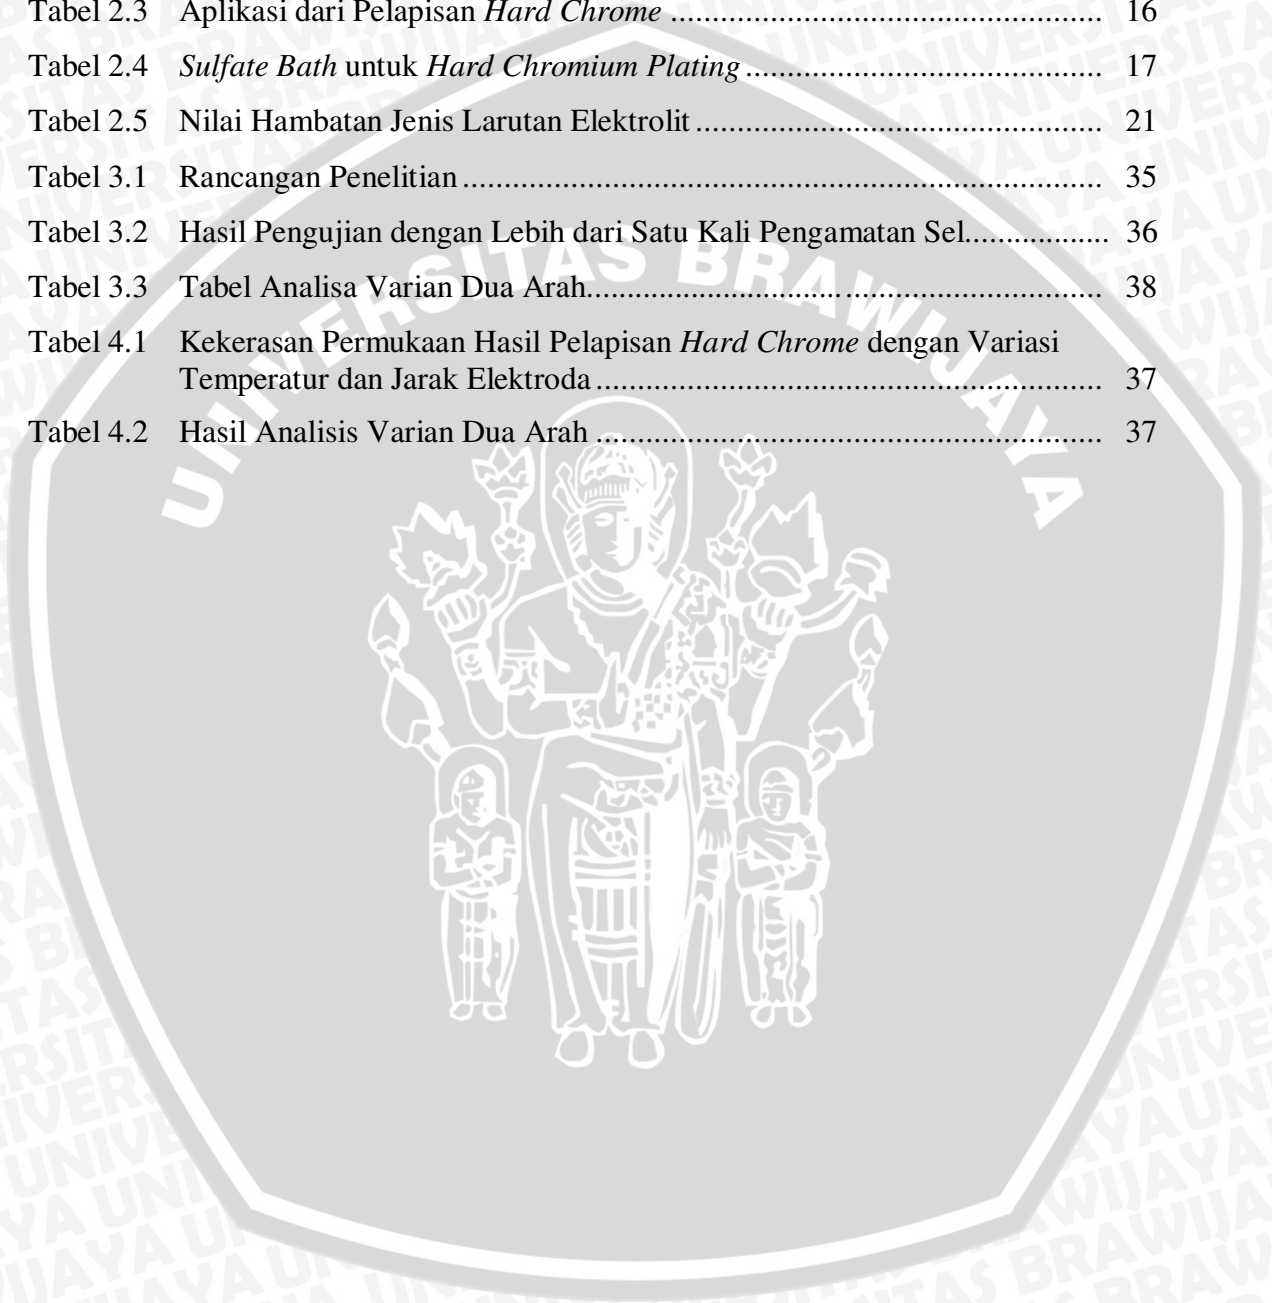 Tabel 2.3 Aplikasi dari Pelapisan Hard Chrome ..................................................... 16
Tabel 2.4 Sulfate Bath untuk Hard Chromium Plating ........................................... 17
Tabel 2.5 Nilai Hambatan Jenis Larutan Elektrolit ................................................. 21
Tabel 3.1 Rancangan Penelitian .............................................................................. 35
Tabel 3.2 Hasil Pengujian dengan Lebih dari Satu Kali Pengamatan Sel................. 36
Tabel 3.3 Tabel Analisa Varian Dua Arah............................................................... 38
Tabel 4.1 Kekerasan Permukaan Hasil Pelapisan Hard Chrome dengan Variasi
Temperatur dan Jarak Elektroda .............................................................. 37
Tabel 4.2 Hasil Analisis Varian Dua Arah .............................................................. 37
UNIVERSITAS BRAWIJAYA